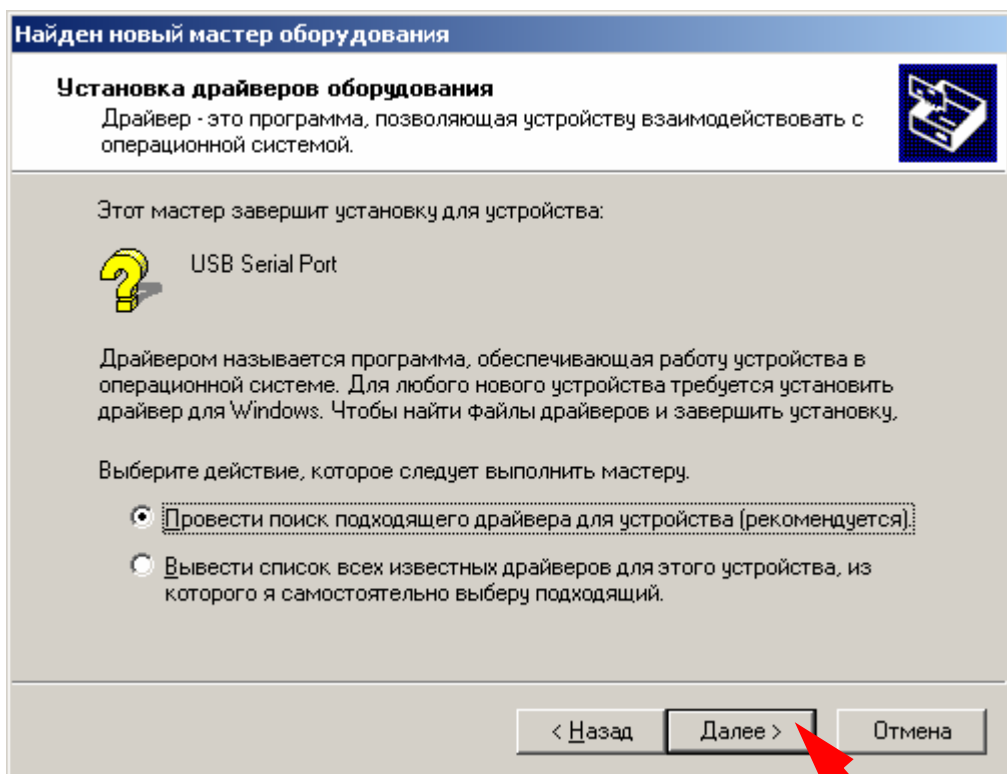 Найден новый мастер оборудования
Установка драйверов оборудования
Драйвер - это программа, позволяющая устройству взаимодействовать с
операционной системой.
Этот мастер завершит установку для устройства:
USB Serial Port
Драйвером называется программа, обеспечивающая работу устройства в
операционной системе. Для любого нового устройства требуется установить
драйвер для Windows. Чтобы найти файлы драйверов и завершить установку,
Выберите действие, которое следует выполнить мастеру.
Провести поиск подходящего драйвера для устройства (рекомендуется).
Вывести список всех известных драйверов для этого устройства, из
которого я самостоятельно выберу подходящий.
< Назад Далее > Отмена